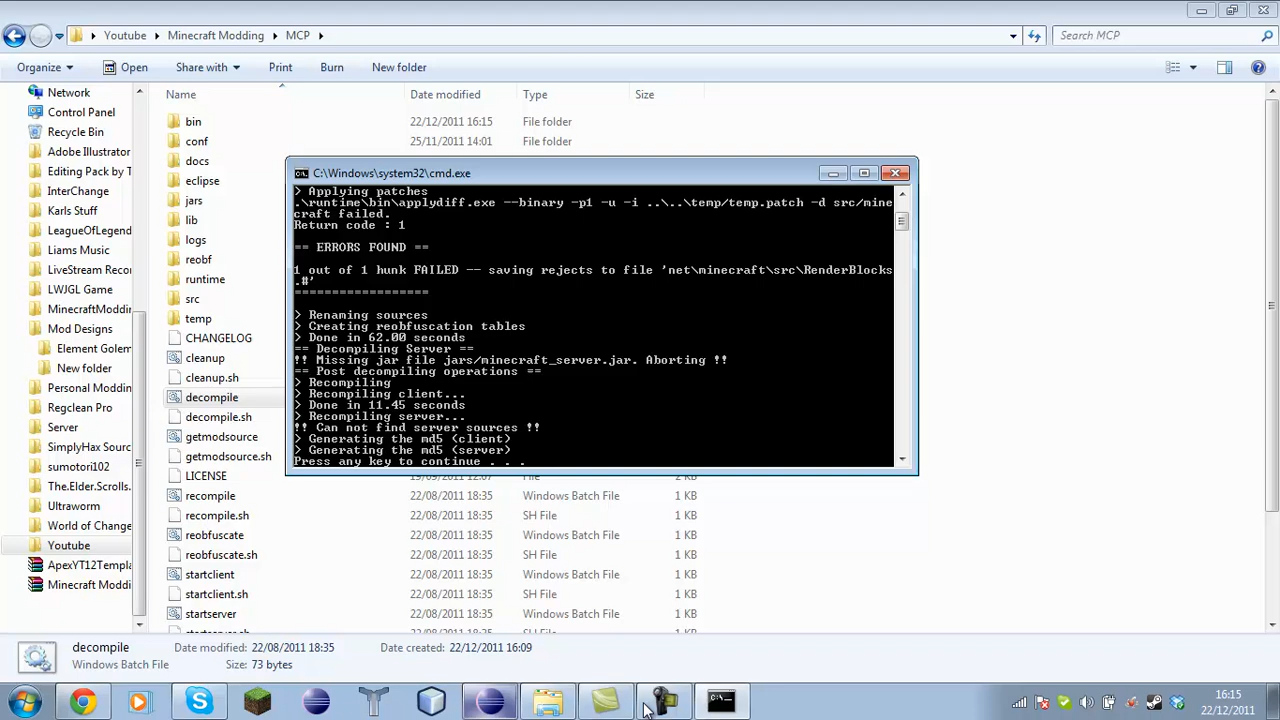 Youtube Minecraft Modding MCP
Search MCP
Organize Open Share with Print Burn New folder
Name Date modified Type Size
Network
Control Panel
Recycle Bin
Adobe Illustrator
Editing Pack by T
InterChange
Karls Stuff
LeagueOfLegend
Liams Music
LiveStream Recor
LWJGL Game
MinecraftModdin
Mod Designs
Element Golem
New folder
Personal Modding
Regclean Pro
Server
SimplyHax Sourc
sumotori102
The.Elder.Scrolls.
Ultraworm
World of Change
Youtube
ApexYT12Templa
Minecraft Moddi
bin 22/12/2011 16:15 File folder
conf 25/11/2011 14:01 File folder
docs
eclipse
jars
lib
logs
reobf
runtime
src
temp
CHANGELOG
cleanup
cleanup.sh
decompile
decompile.sh
getmodsource
getmodsource.sh
LICENSE
recompile 22/08/2011 18:35 Windows Batch File 1 KB
recompile.sh 22/08/2011 18:35 SH File 1 KB
reobfuscate 22/08/2011 18:35 Windows Batch File 1 KB
reobfuscate.sh 22/08/2011 18:35 SH File 1 KB
startclient 22/08/2011 18:35 Windows Batch File 1 KB
startclient.sh 22/08/2011 18:35 SH File 1 KB
startserver 22/08/2011 18:35 Windows Batch File 1 KB
C:\Windows\system32\cmd.exe
> Applying patches
.\runtime\bin\applydiff.exe --binary -p1 -u -i ..\..\temp/temp.patch -d src/mine
craft failed.
Return code : 1
== ERRORS FOUND ==
1 out of 1 hunk FAILED -- saving rejects to file 'net\minecraft\src\RenderBlocks
.#'
=================
> Renaming sources
> Creating reobfuscation tables
> Done in 62.00 seconds
== Decompiling Server ==
!! Missing jar file jars/minecraft_server.jar. Aborting !!
== Post decompiling operations ==
> Recompiling
> Recompiling client...
> Done in 11.45 seconds
> Recompiling server...
!! Can not find server sources !!
> Generating the md5 (client)
> Generating the md5 (server)
Press any key to continue . . .
decompile Date modified: 22/08/2011 18:35 Date created: 22/12/2011 16:09
Windows Batch File Size: 73 bytes
16:15
22/12/2011